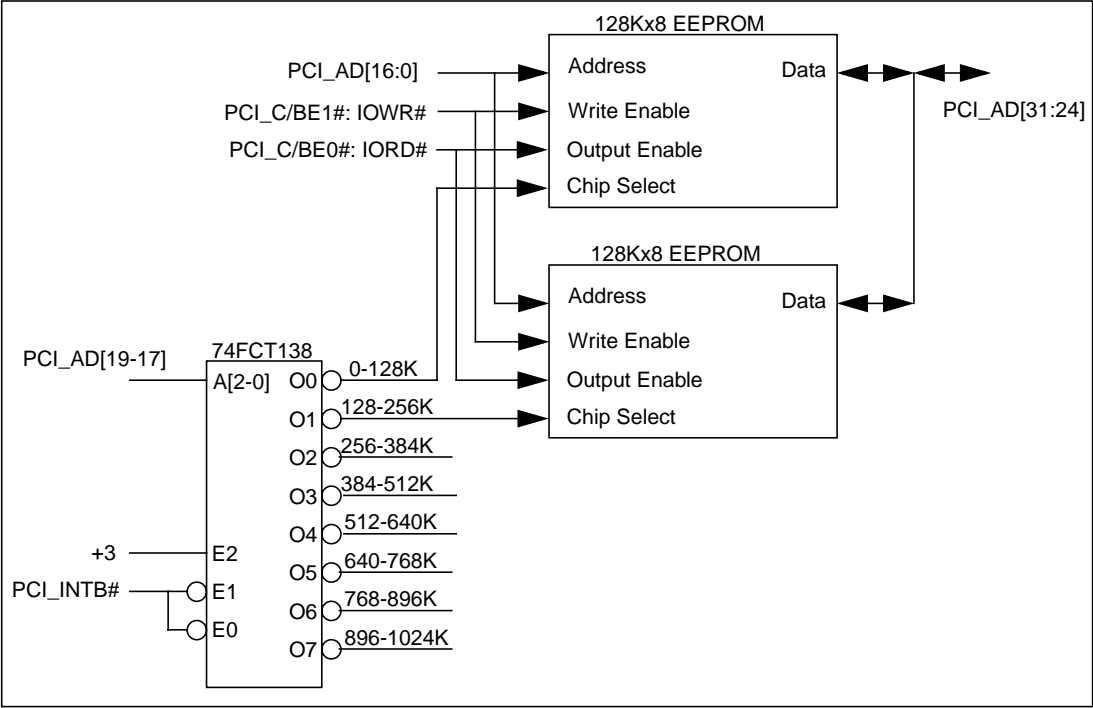 128Kx8 EEPROM
PCI_AD[16:0]
Address
Data
PCI_C/BE1#: IOWR#
Write Enable
PCI_AD[31:24]
PCI_C/BE0#: IORD#
Output Enable
Chip Select
128Kx8 EEPROM
Address
Data
Write Enable
Output Enable
Chip Select
PCI_AD[19-17]
74FCT138
A[2-0]
O0
0-128K
O1
128-256K
O2
256-384K
O3
384-512K
O4
512-640K
+3
E2
O5
640-768K
PCI_INTB#
E1
O6
768-896K
E0
O7
896-1024K